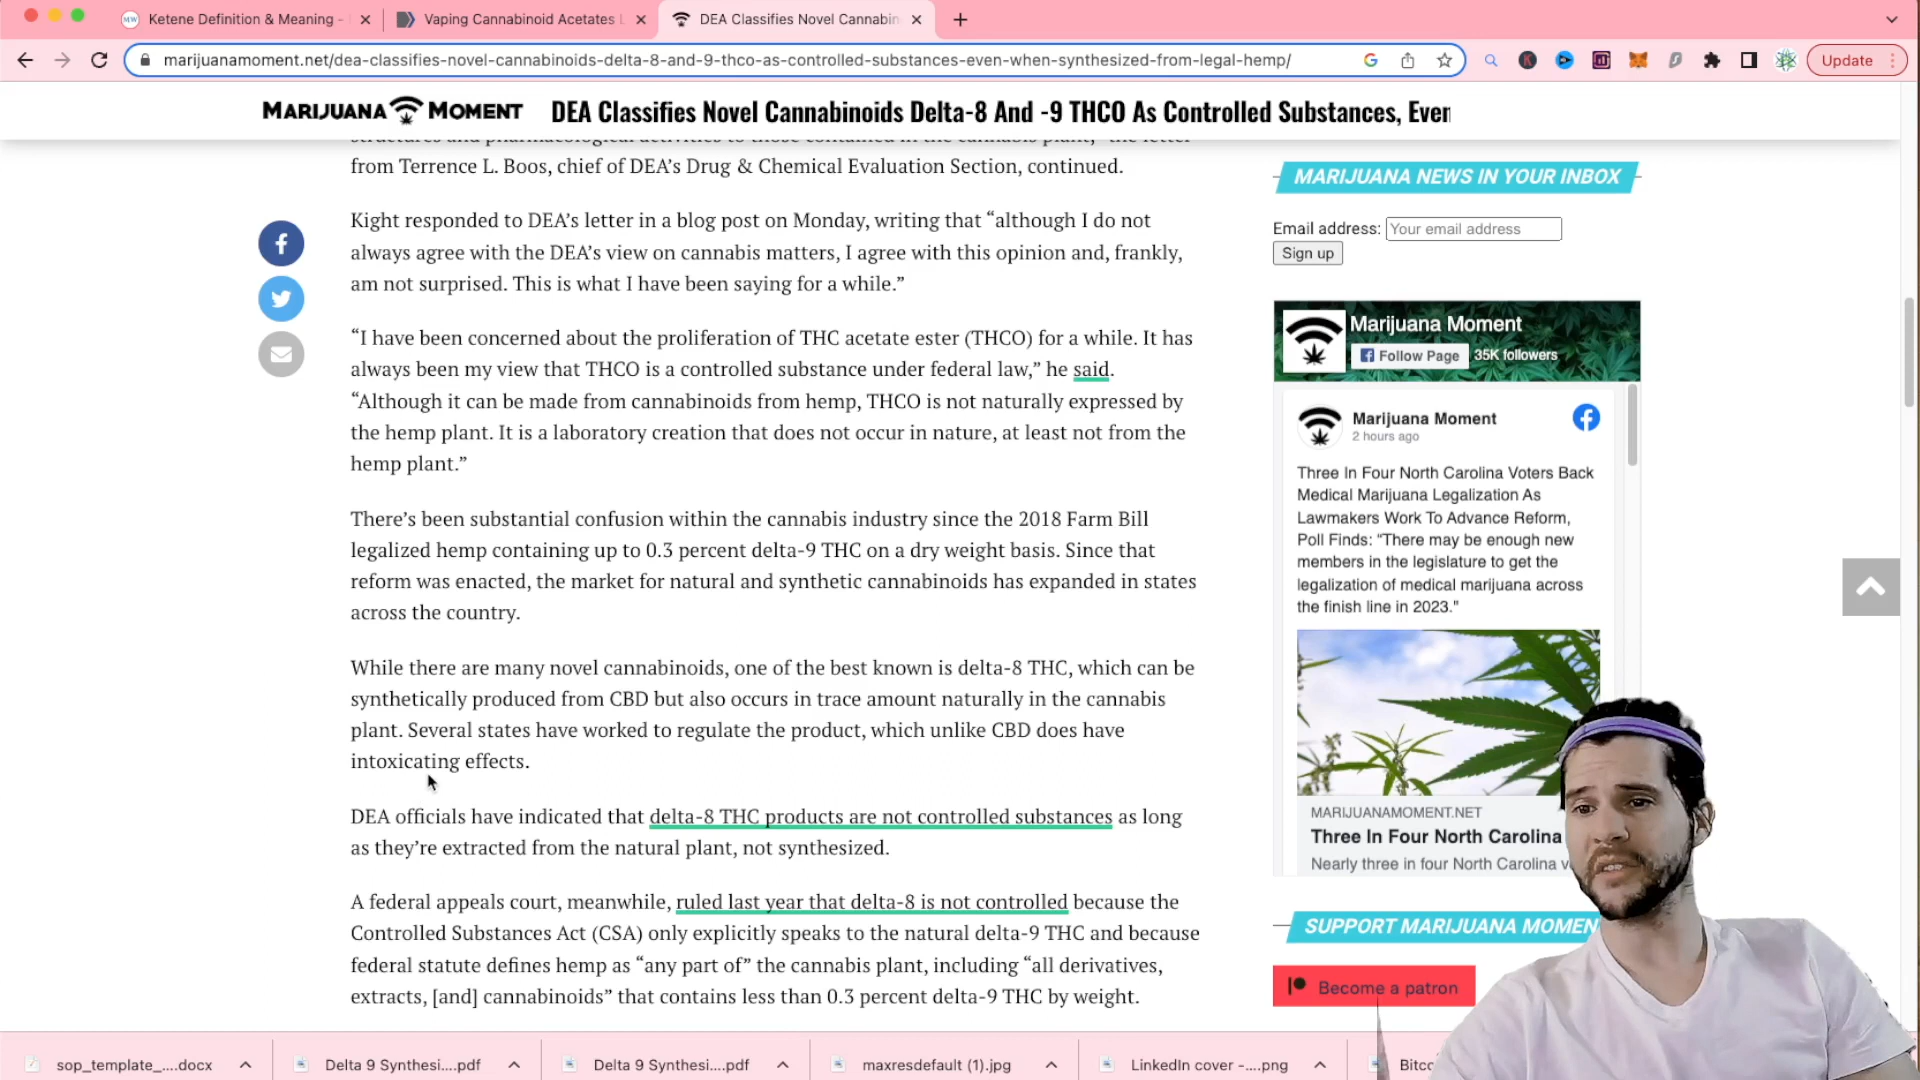 Ketene Definition & Meaning -
Vaping Cannabinoid Acetates L
DEA Classifies Novel Cannabin
marijuanamoment.net/dea-classifies-novel-cannabinoids-delta-8-and-9-thco-as-controlled-substances-even-when-synthesized-from-legal-hemp/
Update
MARIJUANA MOMENT
DEA Classifies Novel Cannabinoids Delta-8 And -9 THCO As Controlled Substances, Even
structures and pharmacological activities to those contained in the cannabis plant,” the letter
from Terrence L. Boos, chief of DEA’s Drug & Chemical Evaluation Section, continued.
Kight responded to DEA’s letter in a blog post on Monday, writing that “although I do not
always agree with the DEA’s view on cannabis matters, I agree with this opinion and, frankly,
am not surprised. This is what I have been saying for a while.”
“I have been concerned about the proliferation of THC acetate ester (THCO) for a while. It has
always been my view that THCO is a controlled substance under federal law,” he said.
“Although it can be made from cannabinoids from hemp, THCO is not naturally expressed by
the hemp plant. It is a laboratory creation that does not occur in nature, at least not from the
hemp plant.”
There’s been substantial confusion within the cannabis industry since the 2018 Farm Bill
legalized hemp containing up to 0.3 percent delta-9 THC on a dry weight basis. Since that
reform was enacted, the market for natural and synthetic cannabinoids has expanded in states
across the country.
While there are many novel cannabinoids, one of the best known is delta-8 THC, which can be
synthetically produced from CBD but also occurs in trace amount naturally in the cannabis
plant. Several states have worked to regulate the product, which unlike CBD does have
intoxicating effects.
DEA officials have indicated that delta-8 THC products are not controlled substances as long
as they’re extracted from the natural plant, not synthesized.
A federal appeals court, meanwhile, ruled last year that delta-8 is not controlled because the
Controlled Substances Act (CSA) only explicitly speaks to the natural delta-9 THC and because
federal statute defines hemp as “any part of” the cannabis plant, including “all derivatives,
extracts, [and] cannabinoids” that contains less than 0.3 percent delta-9 THC by weight.
MARIJUANA NEWS IN YOUR INBOX
Email address: Your email address
Sign up
Marijuana Moment
Follow Page 35K followers
Marijuana Moment
2 hours ago
Three In Four North Carolina Voters Back
Medical Marijuana Legalization As
Lawmakers Work To Advance Reform,
Poll Finds: “There may be enough new
members in the legislature to get the
legalization of medical marijuana across
the finish line in 2023."
MARIJUANAMOMENT.NET
Three In Four North Carolina
Nearly three in four North Carolina v
SUPPORT MARIJUANA MOMEN
Become a patron
sop_template_....docx
Delta 9 Synthesi....pdf
Delta 9 Synthesi....pdf
maxresdefault (1).jpg
LinkedIn cover -....png
Bitc